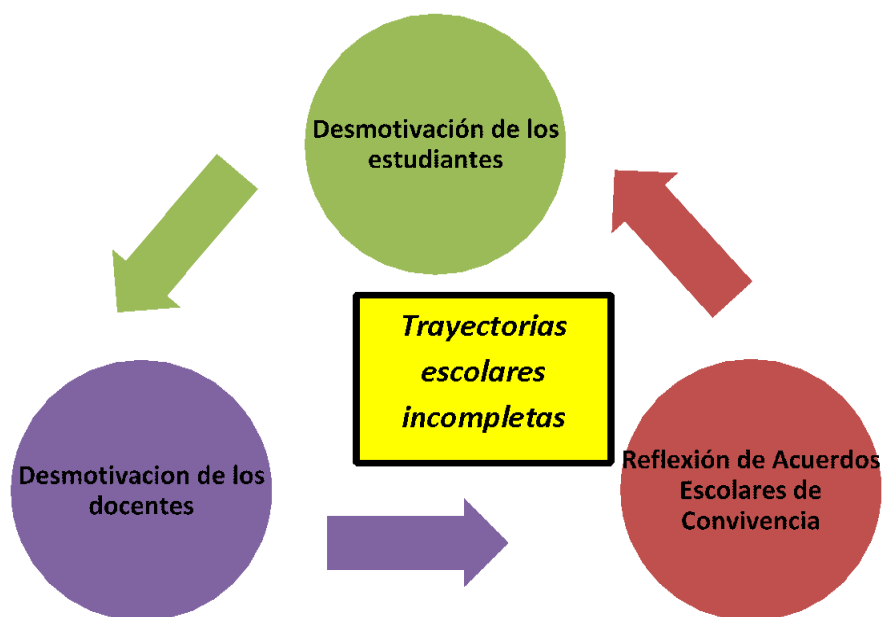 Desmotivación de los
estudiantes
Trayectorias
escolares
incompletas
Desmotivacion de los
docentes
Reflexión de Acuerdos
Escolares de
Convivencia